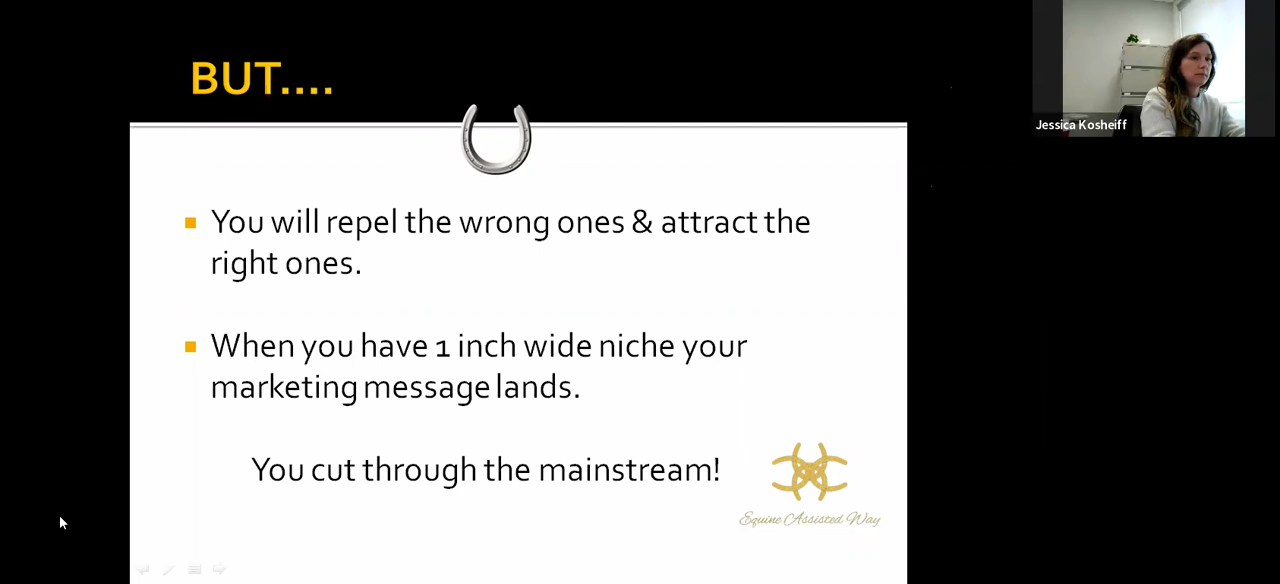 BUT....
Jessica Kosheiff
You will repel the wrong ones & attract the
right ones.
When you have 1 inch wide niche your
marketing message lands.
You cut through the mainstream!
Equine Assisted Way